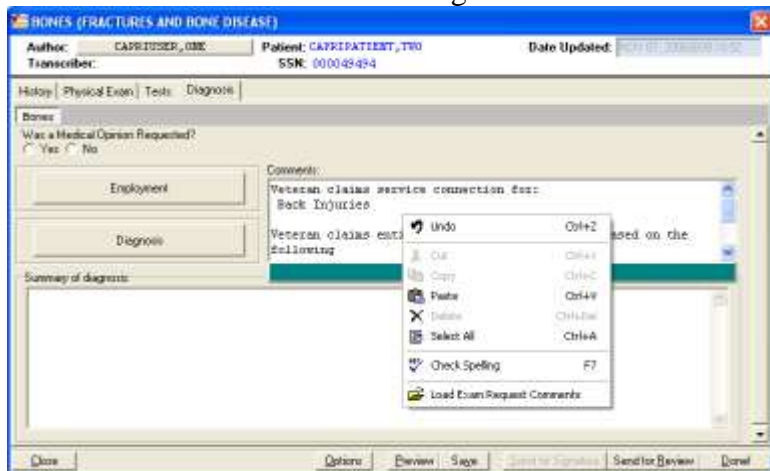 BONES (FRACTURES AND BONE DISEASE)
Author: CAPRIUSER, ONE Patient: CAPRIPATIENT, TWO Date Updated:
Transcriber: SSN: 000049494
History Physical Exam Tests Diagnosis
Bones
Was a Medical Opinion Requested?
Yes No
Comments:
Employment
Veteran claims service connection for:
Back Injuries
Diagnosis
Veteran claims enti ased on the
following
Undo Ctrl+Z
Cut Ctrl+X
Copy Ctrl+C
Paste Ctrl+V
Delete Ctrl+Del
Select All Ctrl+A
Check Spelling F7
Load Exam Request Comments
Summary of diagnosis
Close Options Preview Save Send for Signature Send for Review Done!